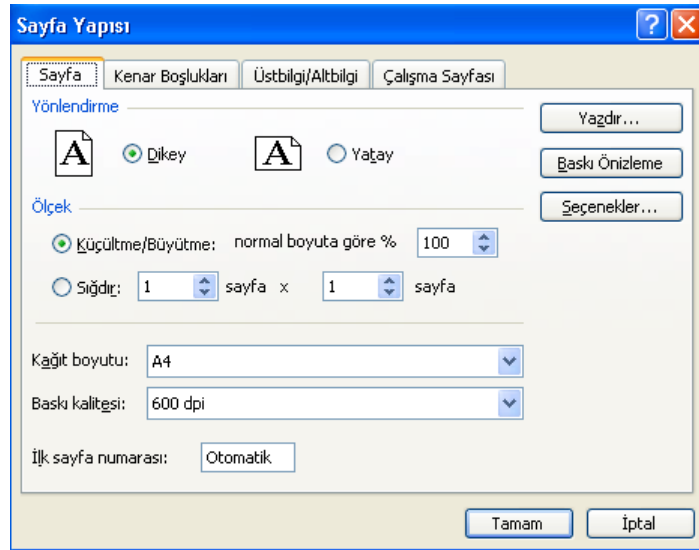 Sayfa Yapısı
Sayfa Kenar Boşlukları Üstbilgi/Altbilgi Çalışma Sayfası
Yönlendirme
A Dikey A Yatay
Ölçek
Küçültme/Büyütme: normal boyuta göre % 100
Sığdır: 1 sayfa x 1 sayfa
Kağıt boyutu: A4
Baskı kalitesi: 600 dpi
İlk sayfa numarası: Otomatik
Yazdır...
Baskı Önizleme
Seçenekler...
Tamam İptal